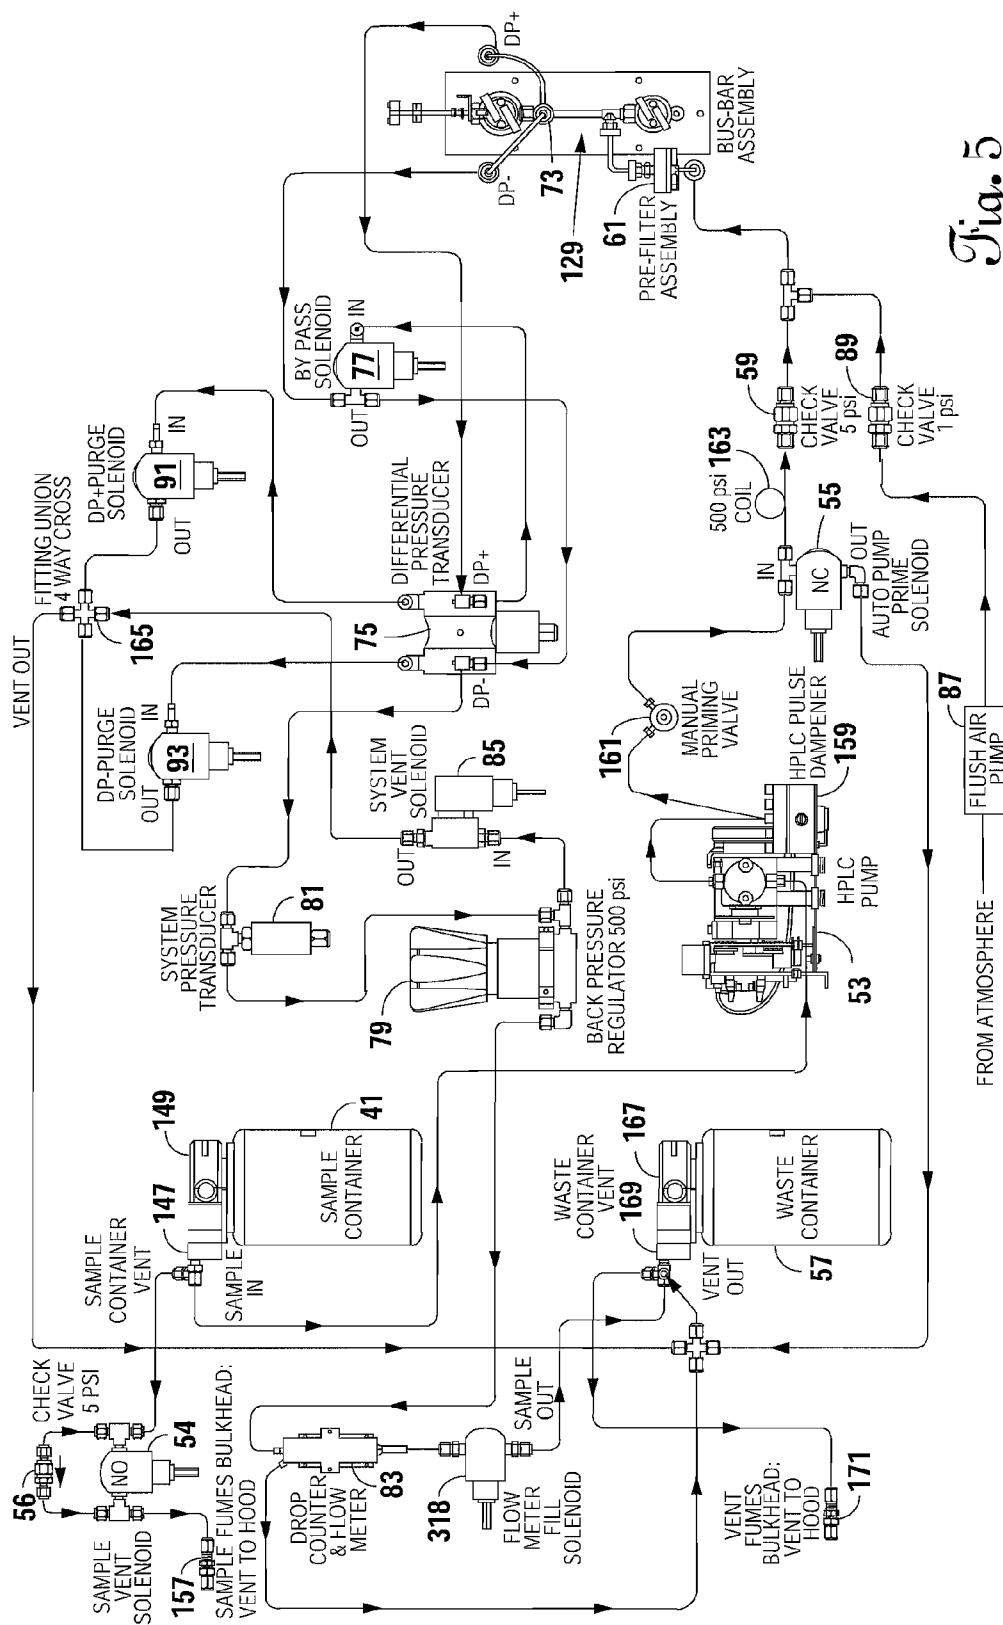 SAMPLE
VENT
SOLENOID
157
SAMPLE FUMES BULKHEAD:
VENT TO HOOD
56
CHECK
VALVE
5 PSI
NO
54
SAMPLE
CONTAINER
VENT
147
149
SAMPLE
IN
SAMPLE
CONTAINER
41
VENT OUT
FITTING UNION
4 WAY CROSS
165
DP-PURGE
SOLENOID
OUT
IN
93
DP+PURGE
SOLENOID
91
IN
OUT
SYSTEM
PRESSURE
TRANSDUCER
81
SYSTEM
VENT
SOLENOID
85
OUT
IN
79
BACK PRESSURE
REGULATOR 500 psi
DIFFERENTIAL
PRESSURE
TRANSDUCER
75
DP+
DP-
BY PASS
SOLENOID
77
IN
OUT
DP+
DP-
73
129
61
PRE-FILTER
ASSEMBLY
BUS-BAR
ASSEMBLY
DROP
COUNTER
& FLOW
METER
83
318
FLOW
METER
FILL
SOLENOID
SAMPLE
OUT
WASTE
CONTAINER
VENT
169
167
VENT
OUT
WASTE
CONTAINER
57
VENT
FUMES
BULKHEAD:
VENT TO
HOOD
171
53
HPLC
PUMP
HPLC PULSE
DAMPENER
159
161
MANUAL
PRIMING
VALVE
IN
NC
55
OUT
AUTO PUMP
PRIME
SOLENOID
500 psi
COIL
163
59
CHECK
VALVE
5 psi
89
CHECK
VALVE
1 psi
87
FLUSH AIR
PUMP
FROM ATMOSPHERE
Fig. 5